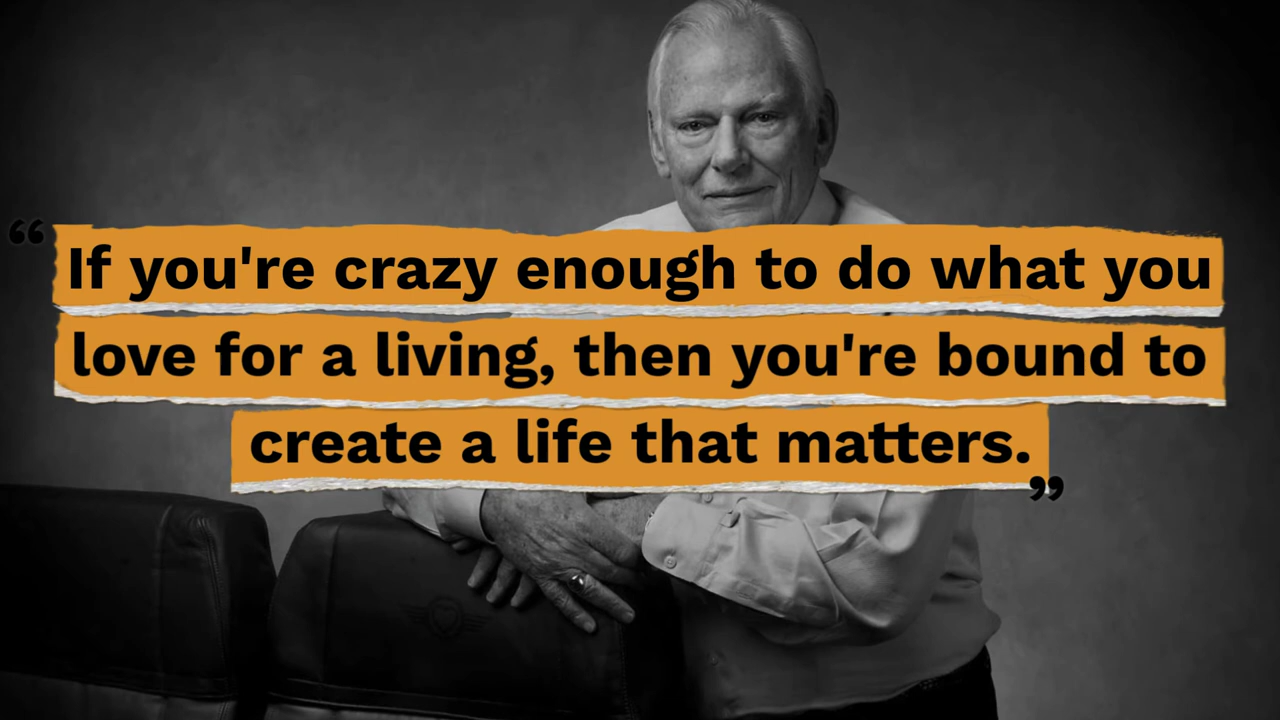 “If you're crazy enough to do what you
love for a living, then you're bound to
create a life that matters.”